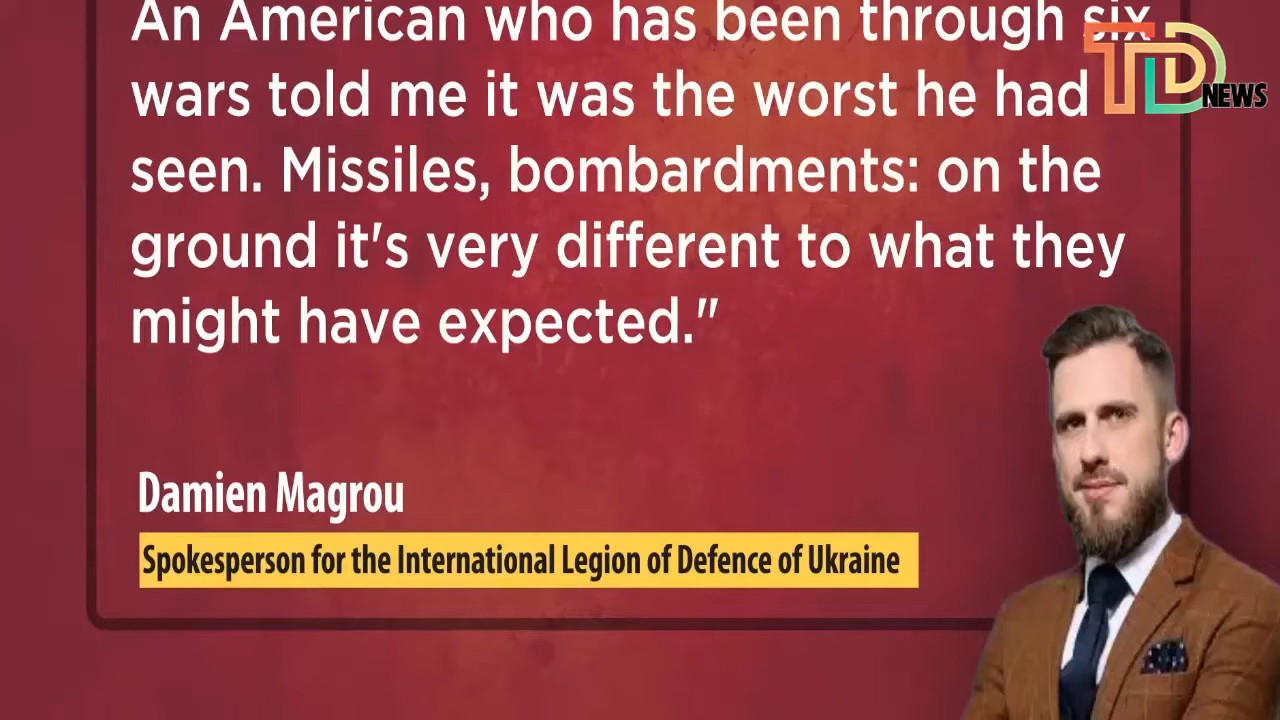 An American who has been through six
wars told me it was the worst he had
seen. Missiles, bombardments: on the
ground it's very different to what they
might have expected."
Damien Magrou
Spokesperson for the International Legion of Defence of Ukraine
TD NEWS